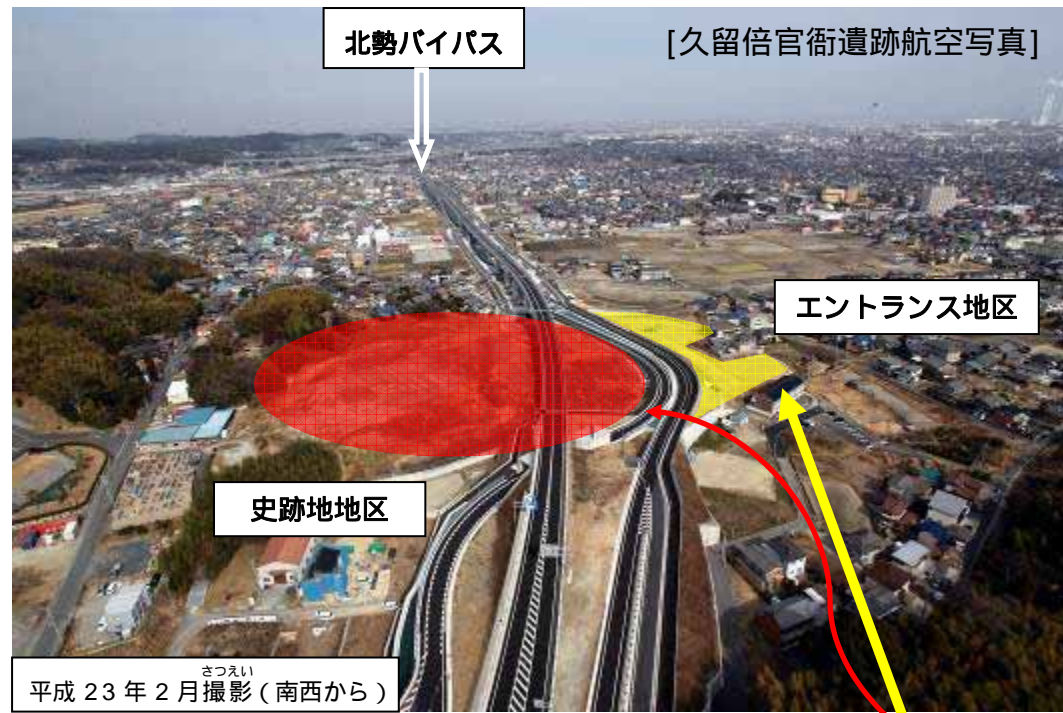 北勢バイパス
[久留倍官衙遺跡航空写真]
エントランス地区
史跡地地区
さつえい
平成23年2月撮影(南西から)